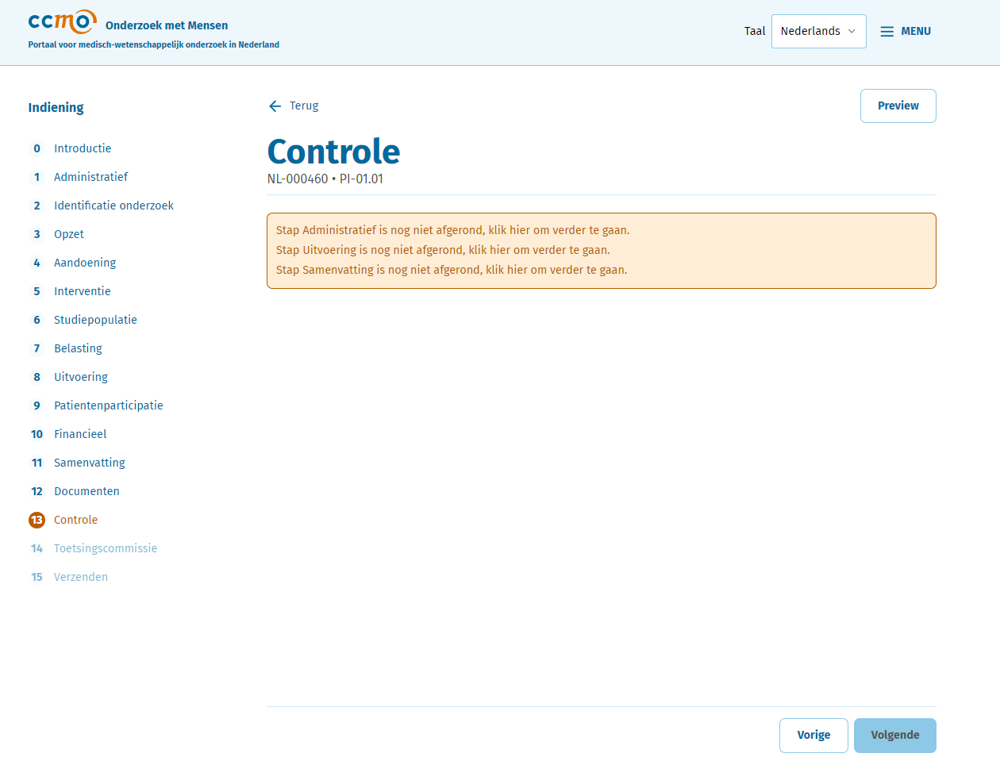 ccmo Onderzoek met Mensen
Portaal voor medisch-wetenschappelijk onderzoek in Nederland
Taal Nederlands MENU
Indiening
0 Introductie
1 Administratief
2 Identificatie onderzoek
3 Opzet
4 Aandoening
5 Interventie
6 Studiepopulatie
7 Belasting
8 Uitvoering
9 Patientenparticipatie
10 Financieel
11 Samenvatting
12 Documenten
13 Controle
14 Toetsingscommissie
15 Verzenden
Terug
Preview
Controle
NL-000460 • PI-01.01
Stap Administratief is nog niet afgerond, klik hier om verder te gaan.
Stap Uitvoering is nog niet afgerond, klik hier om verder te gaan.
Stap Samenvatting is nog niet afgerond, klik hier om verder te gaan.
Vorige
Volgende